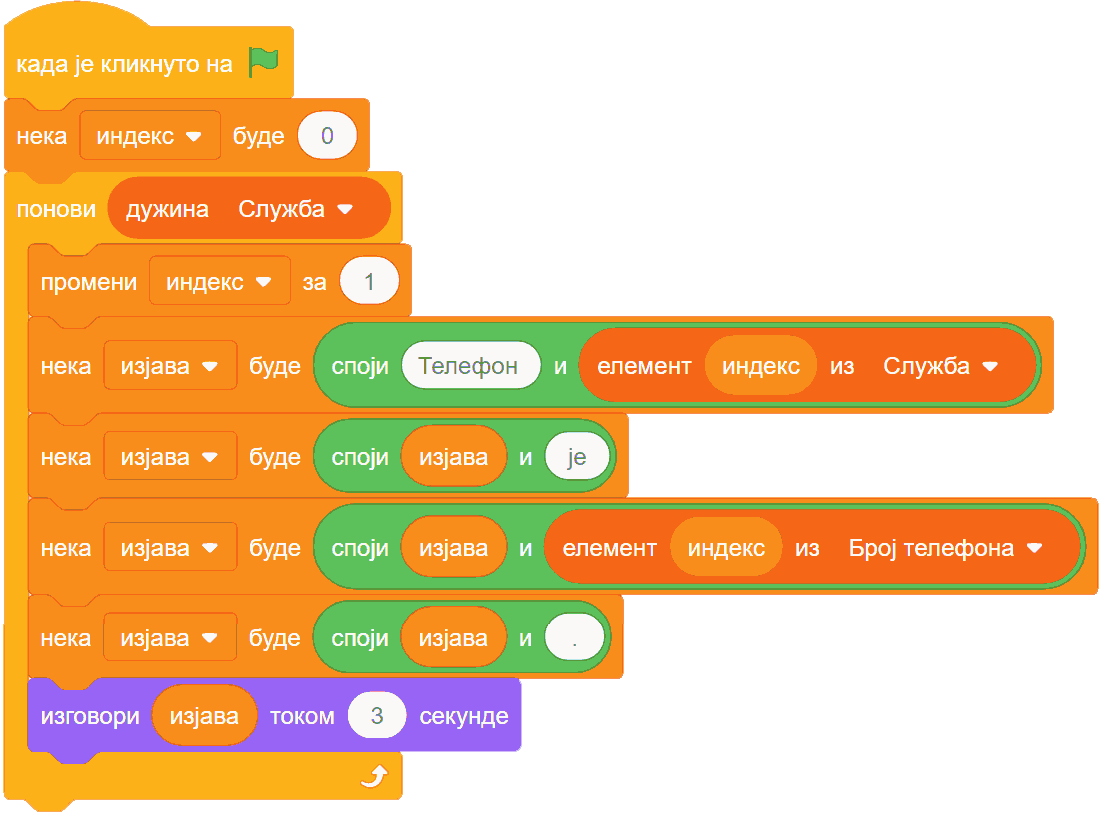 када је кликнуто на
нека индекс буде 0
понови дужина Служба
промени индекс за 1
нека изјава буде споји Телефон и елемент индекс из Служба
нека изјава буде споји изјава и је
нека изјава буде споји изјава и елемент индекс из Број телефона
нека изјава буде споји изјава и .
изговори изјава током 3 секунде